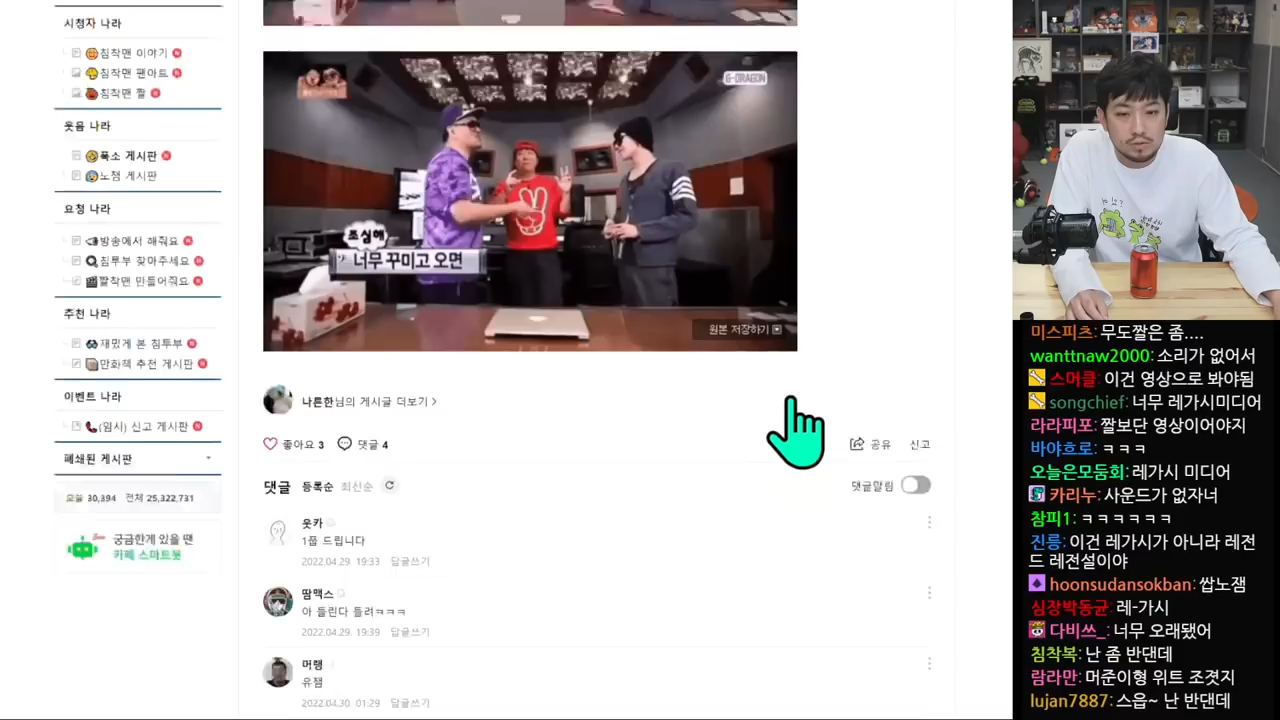 시청자 나라
침착맨 이야기
침착맨 팬아트
침착맨 짤
웃음 나라
폭소 게시판
노잼 게시판
요청 나라
방송에서 해줘요
침투부 찾아주세요
짤착맨 만들어줘요
추천 나라
재밌게 본 침투부
만화책 추천 게시판
이벤트 나라
(임시) 신고 게시판
폐쇄된 게시판
오늘 30,394 전체 25,322,731
궁금한게 있을 땐
카페 스마트봇
G-DRAGON
조심해
너무 꾸미고 오면
원본 저장하기
나른한님의 게시글 더보기 >
좋아요 3 댓글 4
공유 신고
댓글 등록순 최신순
댓글알림
웃카
1품 드립니다
2022.04.29. 19:33 답글쓰기
땀맥스
아 들린다 들려ㅋㅋㅋ
2022.04.29. 19:39 답글쓰기
머랭
유잼
2022.04.30. 01:29 답글쓰기
미스피츠: 무도짤은 좀....
wanttnaw2000: 소리가 없어서
스머클: 이건 영상으로 봐야됨
songchief: 너무 레가시미디어
라라피포: 짤보단 영상이어야지
바야흐로: ㅋㅋㅋ
오늘은모둠회: 레가시 미디어
카리누: 사운드가 없자너
참피1: ㅋㅋㅋㅋㅋㅋ
진릉: 이건 레가시가 아니라 레전
드 레전설이야
hoonsudansokban: 쌉노잼
심장박동균: 레-가시
다비쓰_: 너무 오래됐어
침착복: 난 좀 반댄데
람라만: 머준이형 위트 조졋지
lujan7887: 스읍~ 난 반댄데